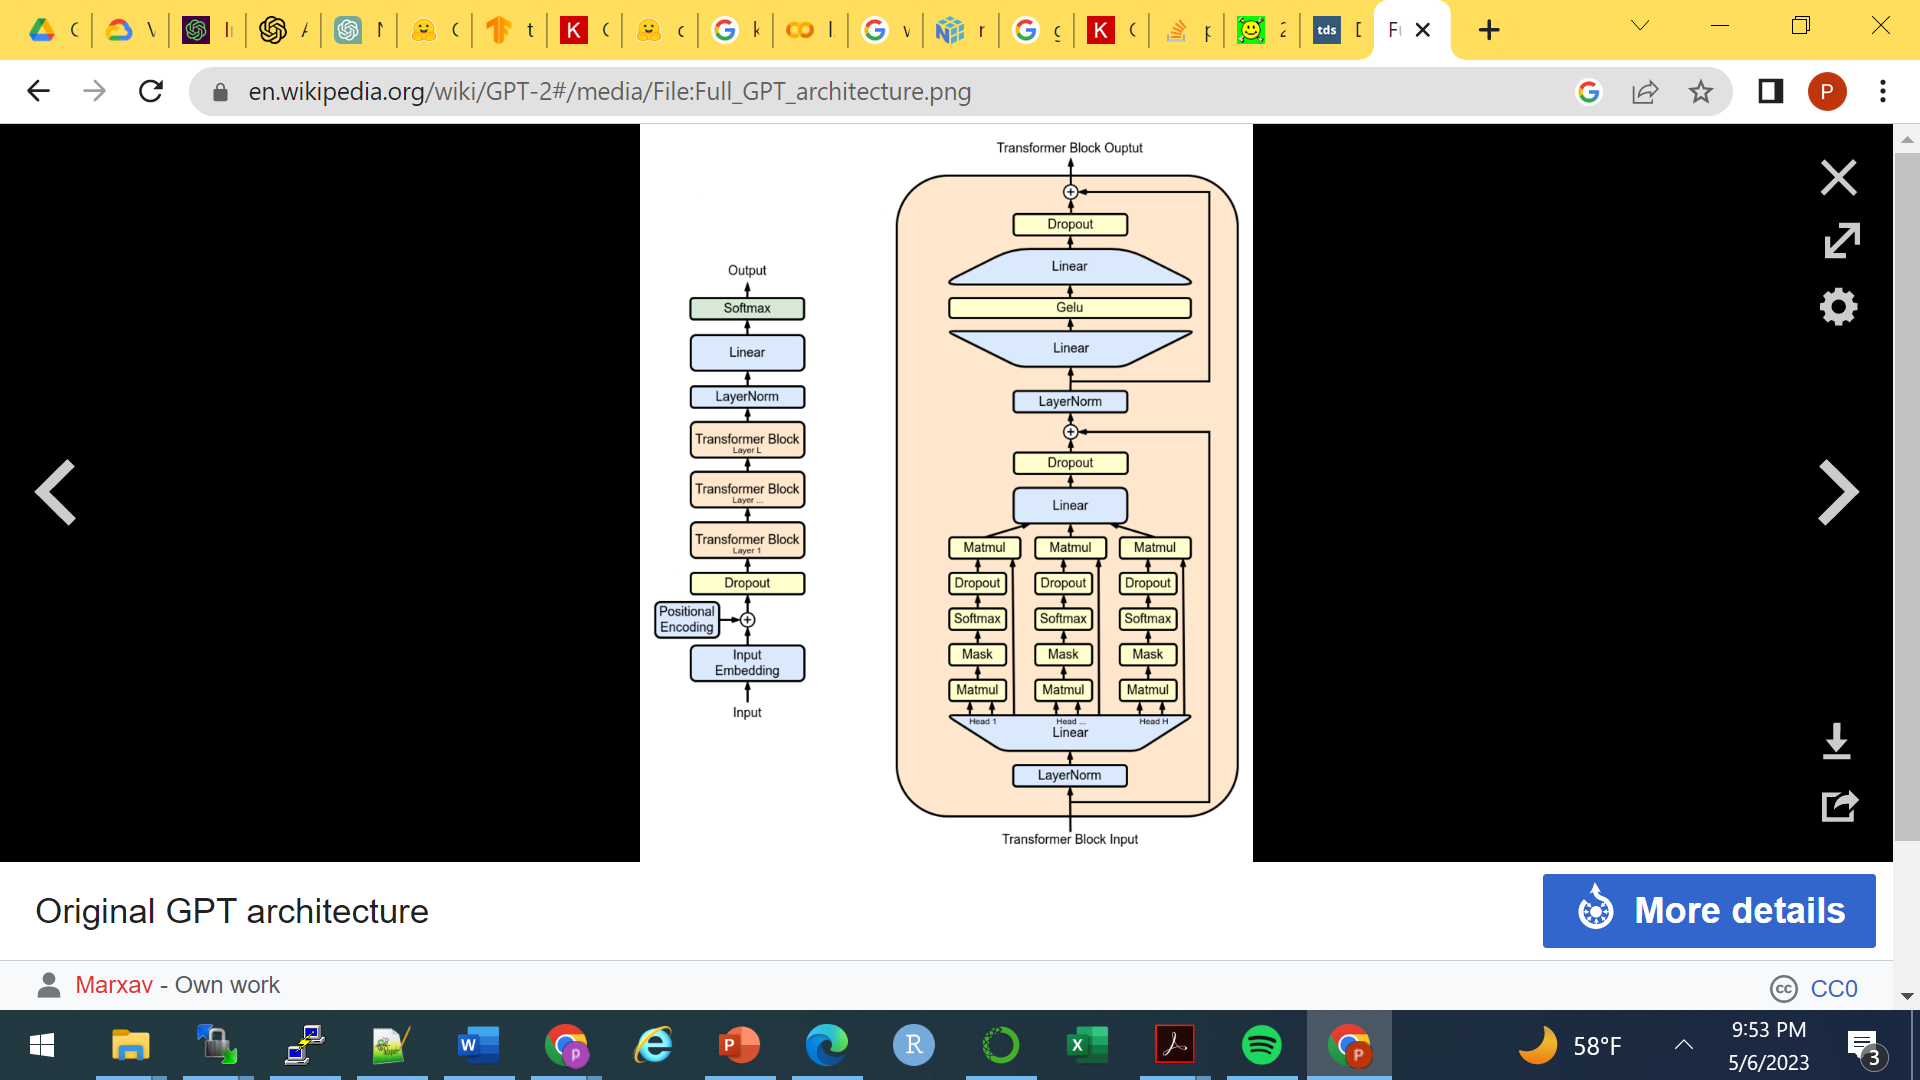 tds
en.wikipedia.org/wiki/GPT-2#/media/File:Full_GPT_architecture.png
P
Transformer Block Ouptut
Dropout
Linear
Gelu
Linear
LayerNorm
Dropout
Linear
Matmul Matmul Matmul
Dropout Dropout Dropout
Softmax Softmax Softmax
Mask Mask Mask
Matmul Matmul Matmul
Head 1 Head ... Head H
Linear
LayerNorm
Transformer Block Input
Output
Softmax
Linear
LayerNorm
Transformer Block
Layer L
Transformer Block
Layer ...
Transformer Block
Layer 1
Dropout
Positional
Encoding
Input
Embedding
Input
Original GPT architecture
More details
Marxav - Own work
CC0
58°F
9:53 PM
5/6/2023
3